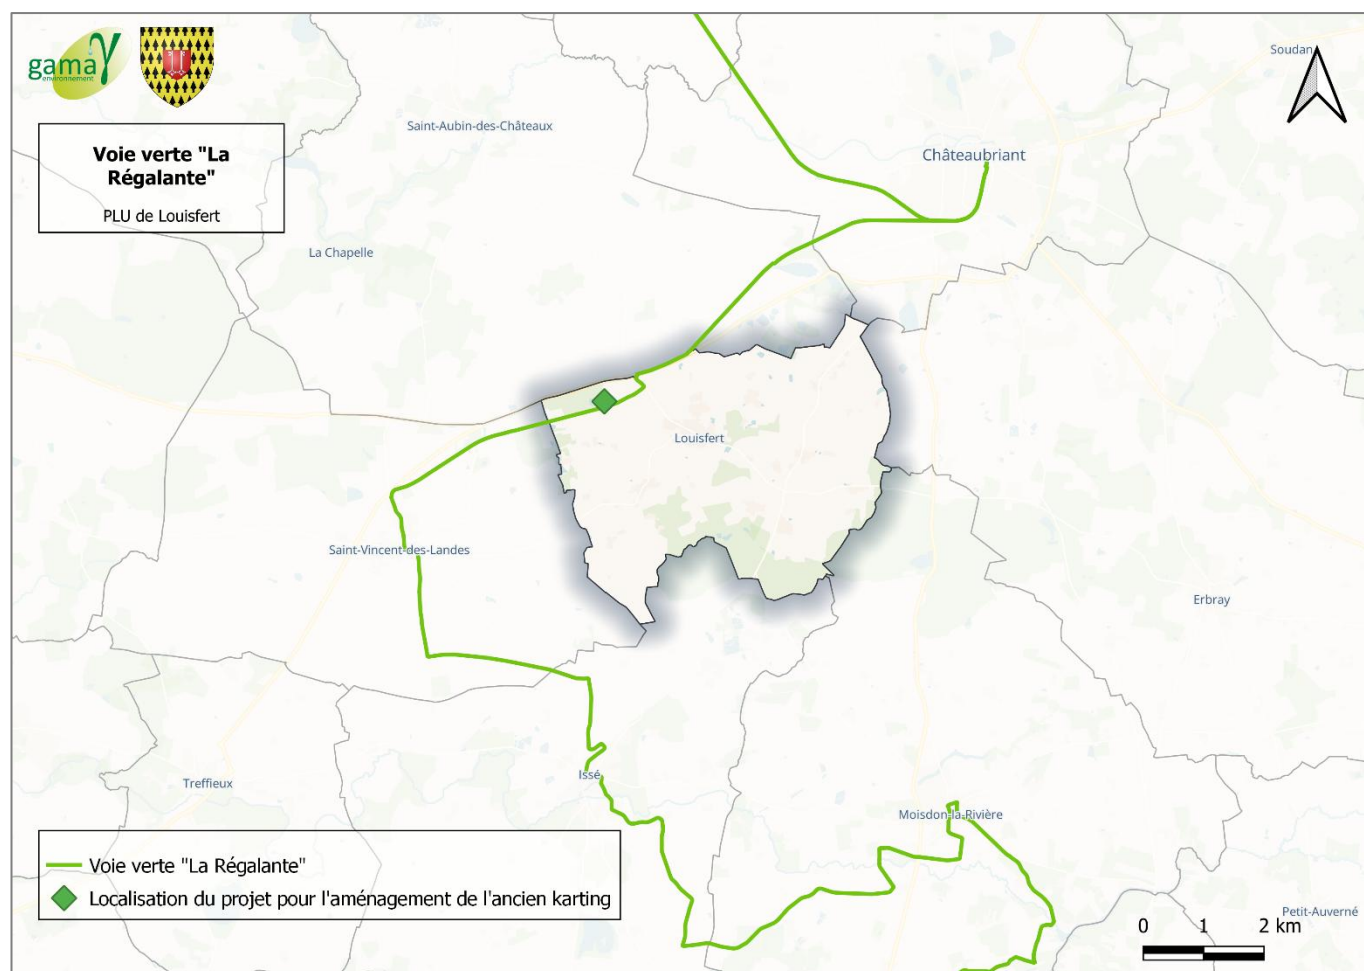 gama
environnement
Voie verte "La
Régalante"
PLU de Louisfert
Soudan
Saint-Aubin-des-Châteaux
Châteaubriant
La Chapelle
Louisfert
Saint-Vincent-des-Landes
Erbray
Treffieux
Issé
Moisdon-la-Rivière
Petit-Auverné
Voie verte "La Régalante"
Localisation du projet pour l'aménagement de l'ancien karting
0 1 2 km